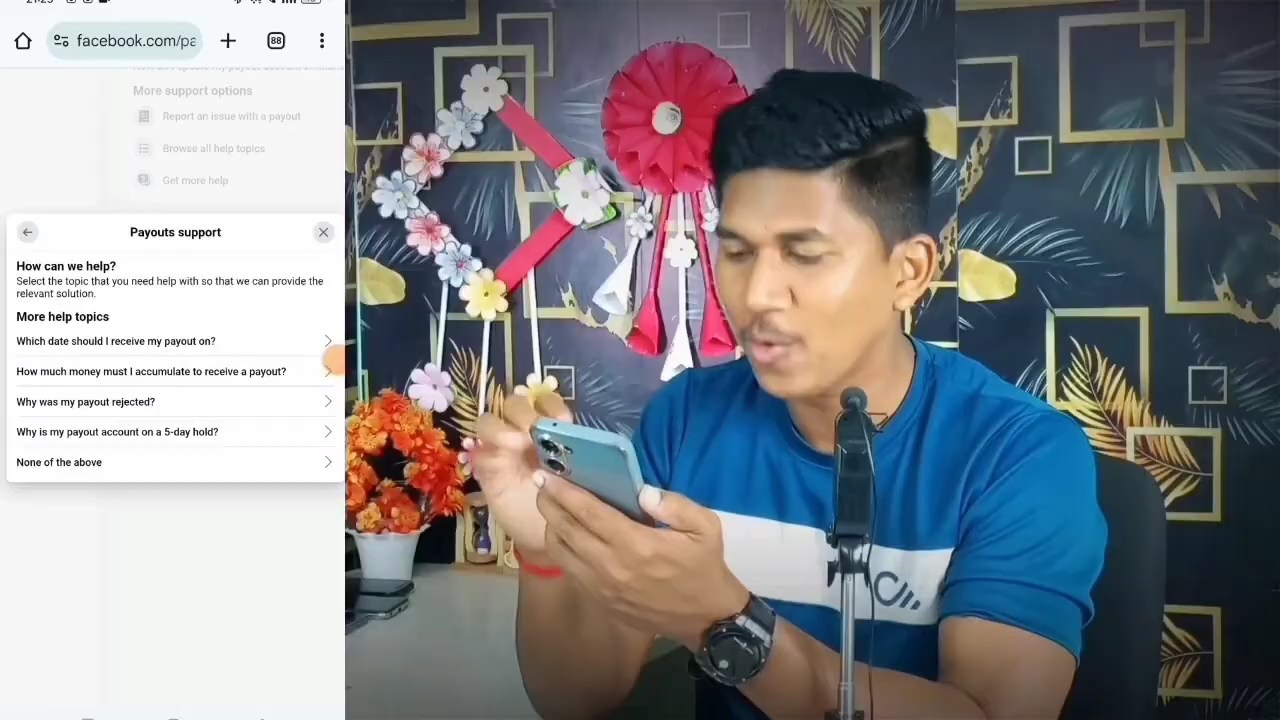 facebook.com/pa
88
More support options
Report an issue with a payout
Browse all help topics
Get more help
Payouts support
How can we help?
Select the topic that you need help with so that we can provide the
relevant solution.
More help topics
Which date should I receive my payout on?
How much money must I accumulate to receive a payout?
Why was my payout rejected?
Why is my payout account on a 5-day hold?
None of the above